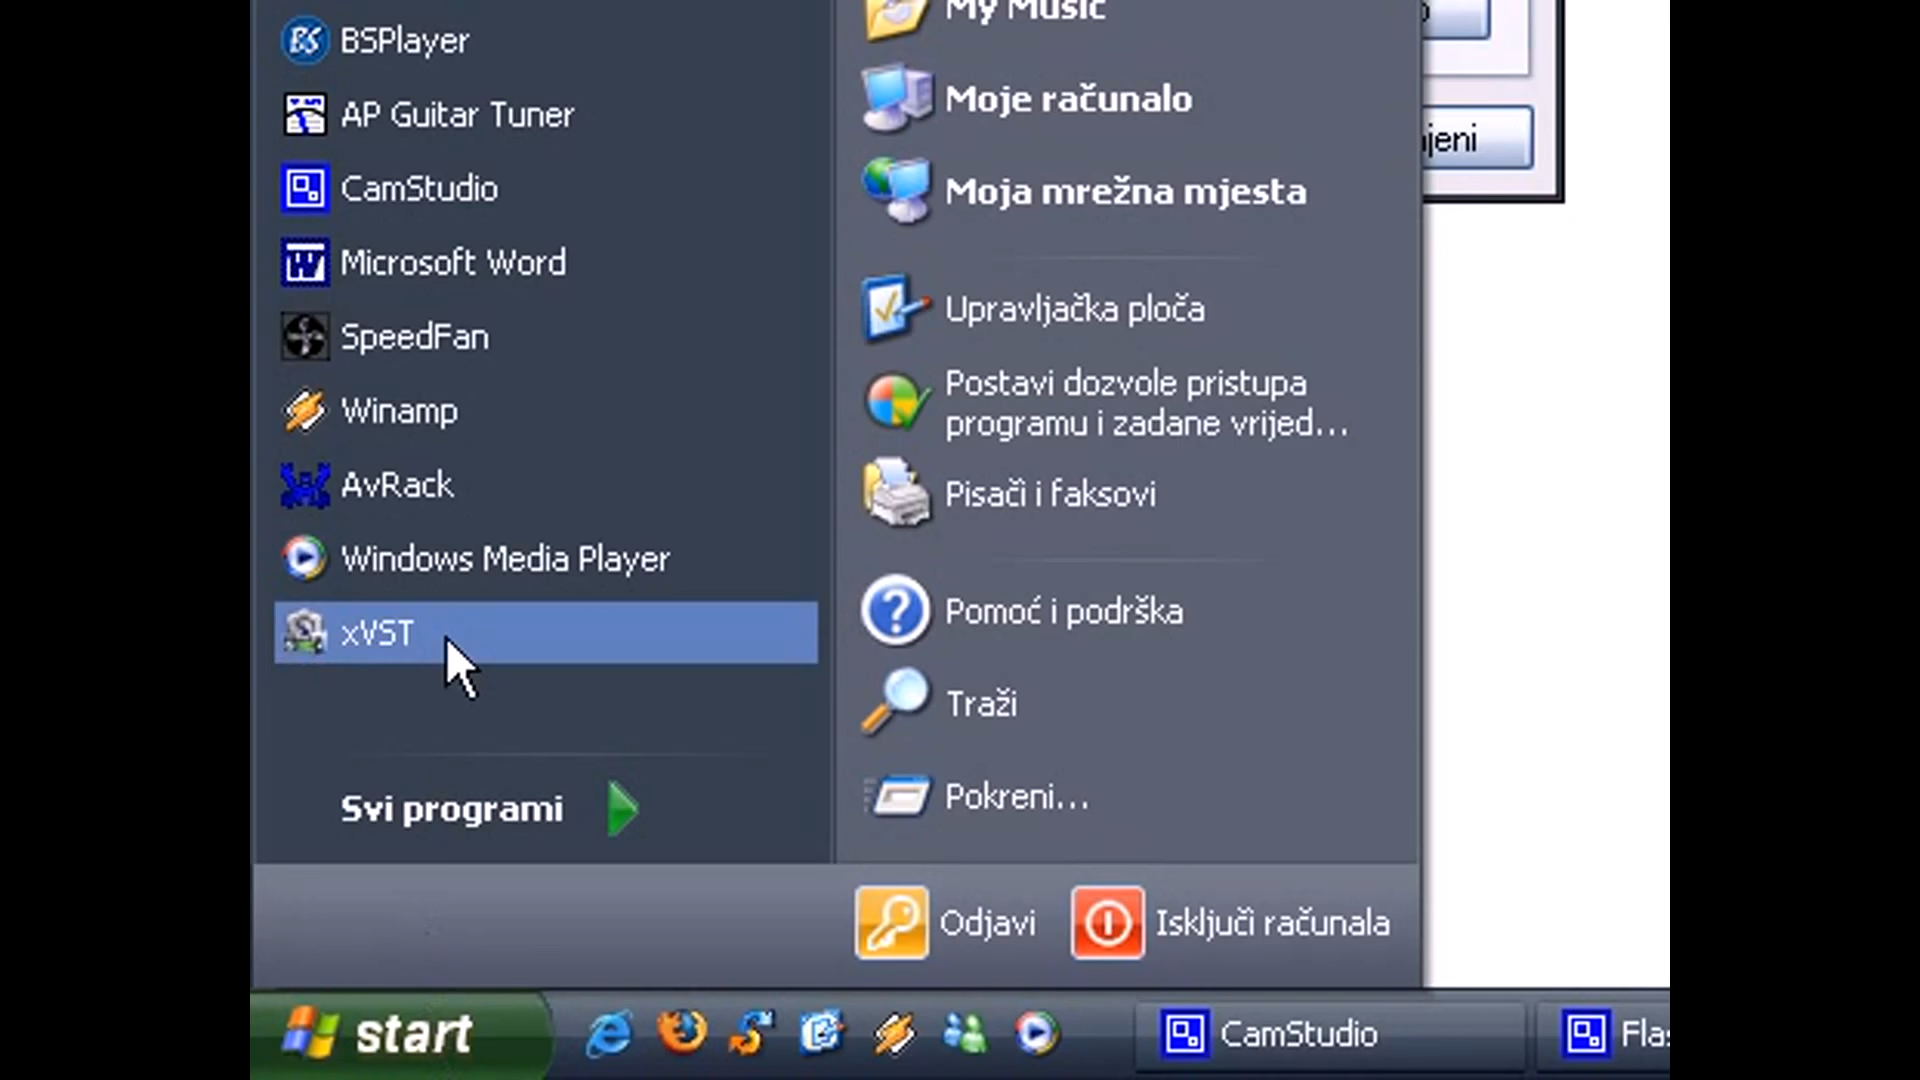 BSPlayer
AP Guitar Tuner
CamStudio
Microsoft Word
SpeedFan
Winamp
AvRack
Windows Media Player
xVST
Svi programi
My Music
Moje računalo
Moja mrežna mjesta
Upravljačka ploča
Postavi dozvole pristupa
programu i zadane vrijed...
Pisači i faksovi
Pomoć i podrška
Traži
Pokreni...
Odjavi
Isključi računala
start
CamStudio